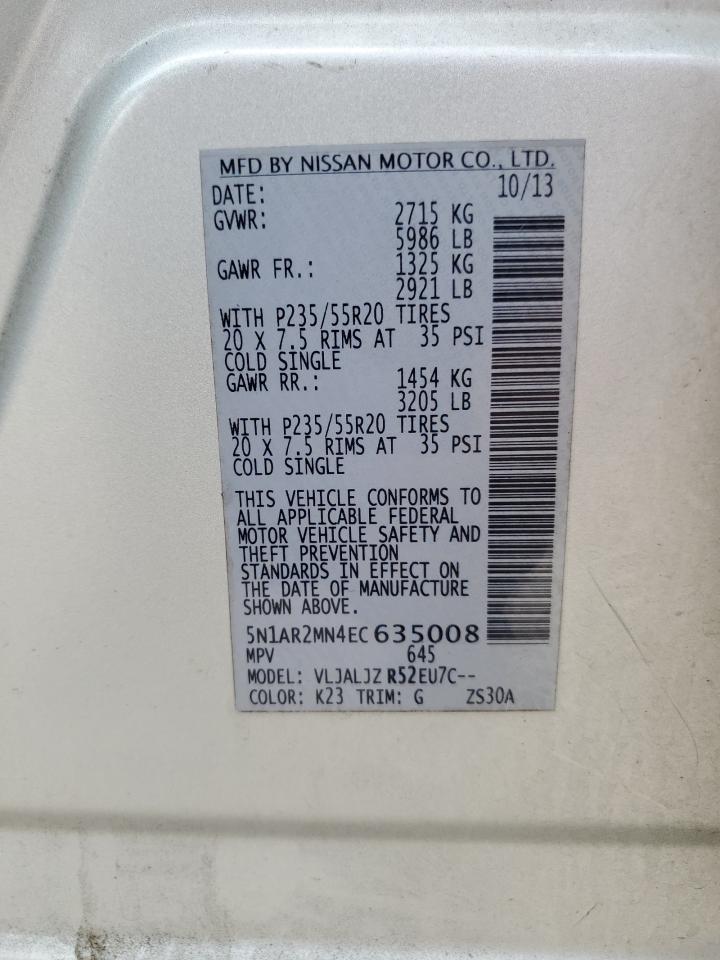 MFD BY NISSAN MOTOR CO., LTD.
DATE: 10/13
GVWR: 2715 KG
5986 LB
GAWR FR.: 1325 KG
2921 LB
WITH P235/55R20 TIRES
20 X 7.5 RIMS AT 35 PSI
COLD SINGLE
GAWR RR.: 1454 KG
3205 LB
WITH P235/55R20 TIRES
20 X 7.5 RIMS AT 35 PSI
COLD SINGLE
THIS VEHICLE CONFORMS TO
ALL APPLICABLE FEDERAL
MOTOR VEHICLE SAFETY AND
THEFT PREVENTION
STANDARDS IN EFFECT ON
THE DATE OF MANUFACTURE
SHOWN ABOVE.
5N1AR2MN4EC635008
MPV 645
MODEL: VLJALJZ R52EU7C--
COLOR: K23 TRIM: G ZS30A